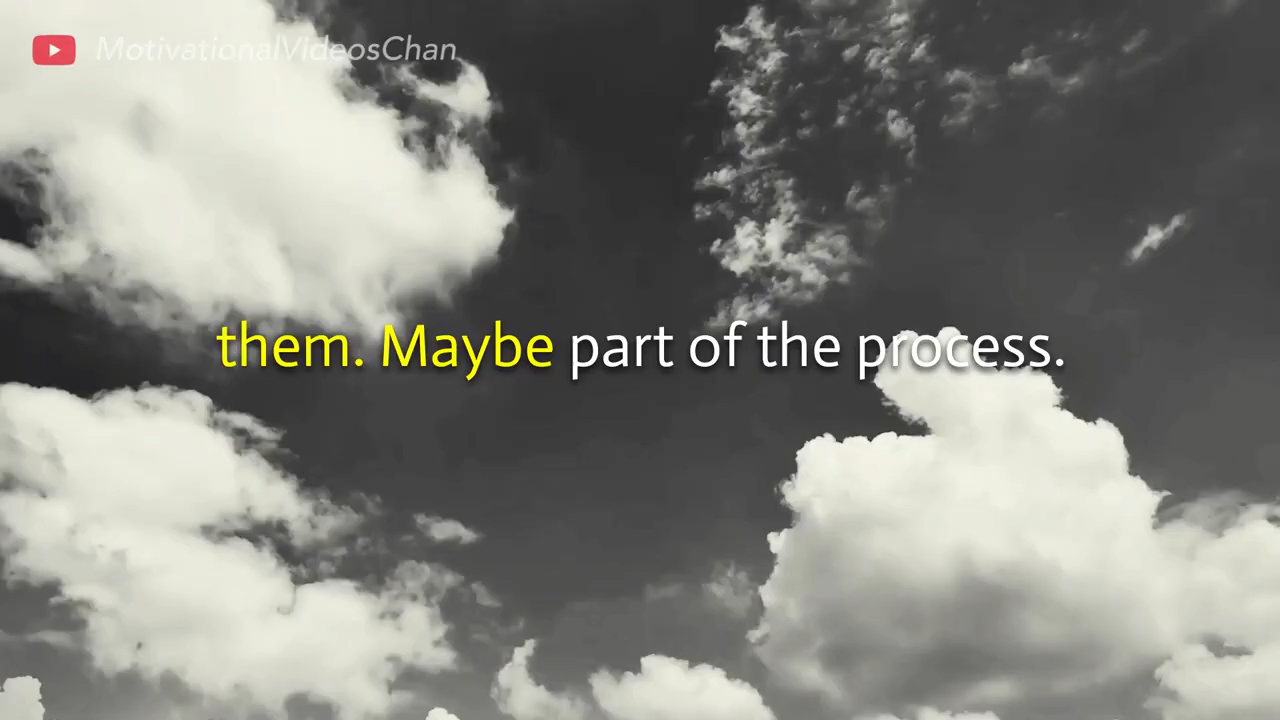 MotivationalVideosChan
them. Maybe part of the process.